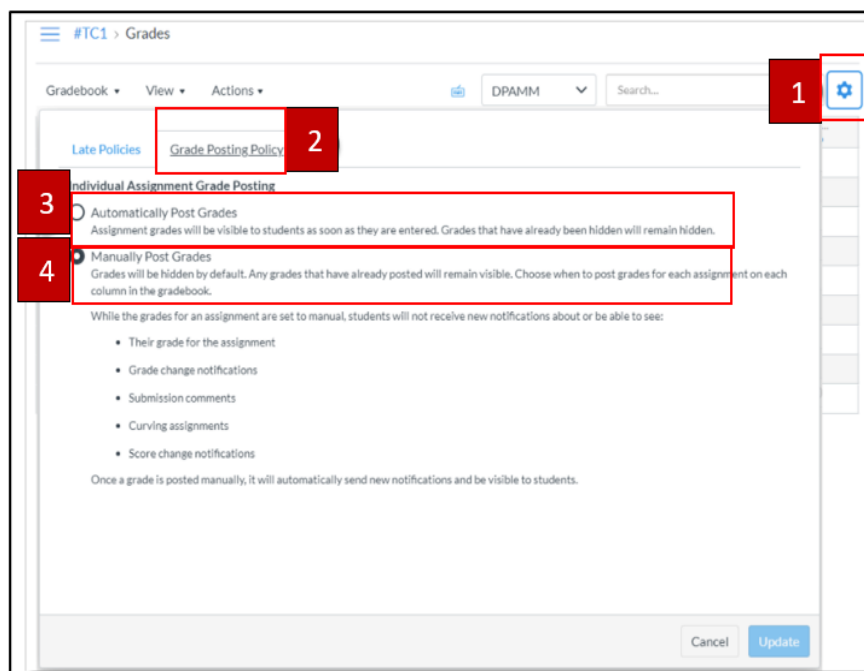 #TC1 > Grades
Gradebook View Actions DPAMM Search... 1
Late Policies Grade Posting Policy 2
Individual Assignment Grade Posting
3 Automatically Post Grades
Assignment grades will be visible to students as soon as they are entered. Grades that have already been hidden will remain hidden.
4 Manually Post Grades
Grades will be hidden by default. Any grades that have already posted will remain visible. Choose when to post grades for each assignment on each
column in the gradebook.
While the grades for an assignment are set to manual, students will not receive new notifications about or be able to see:
• Their grade for the assignment
• Grade change notifications
• Submission comments
• Curving assignments
• Score change notifications
Once a grade is posted manually, it will automatically send new notifications and be visible to students.
Cancel Update